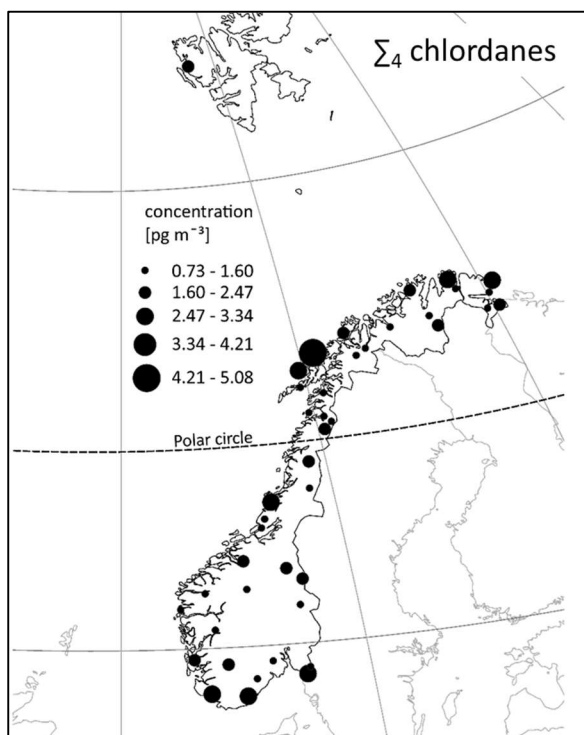 ∑₄ chlordanes
concentration
[pg m⁻³]
0.73 - 1.60
1.60 - 2.47
2.47 - 3.34
3.34 - 4.21
4.21 - 5.08
Polar circle